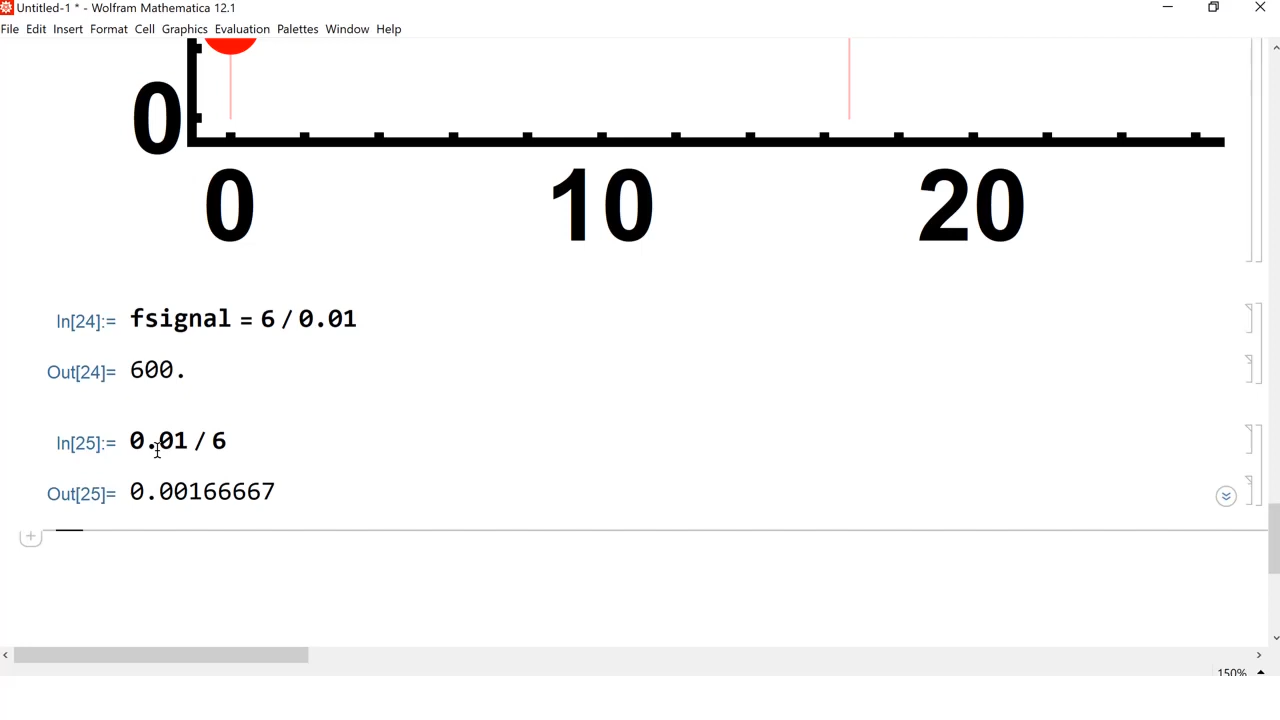 Untitled-1 * - Wolfram Mathematica 12.1
File Edit Insert Format Cell Graphics Evaluation Palettes Window Help
0
0 10 20
In[24]:= fsignal = 6 / 0.01
Out[24]= 600.
In[25]:= 0.01 / 6
Out[25]= 0.00166667
150%